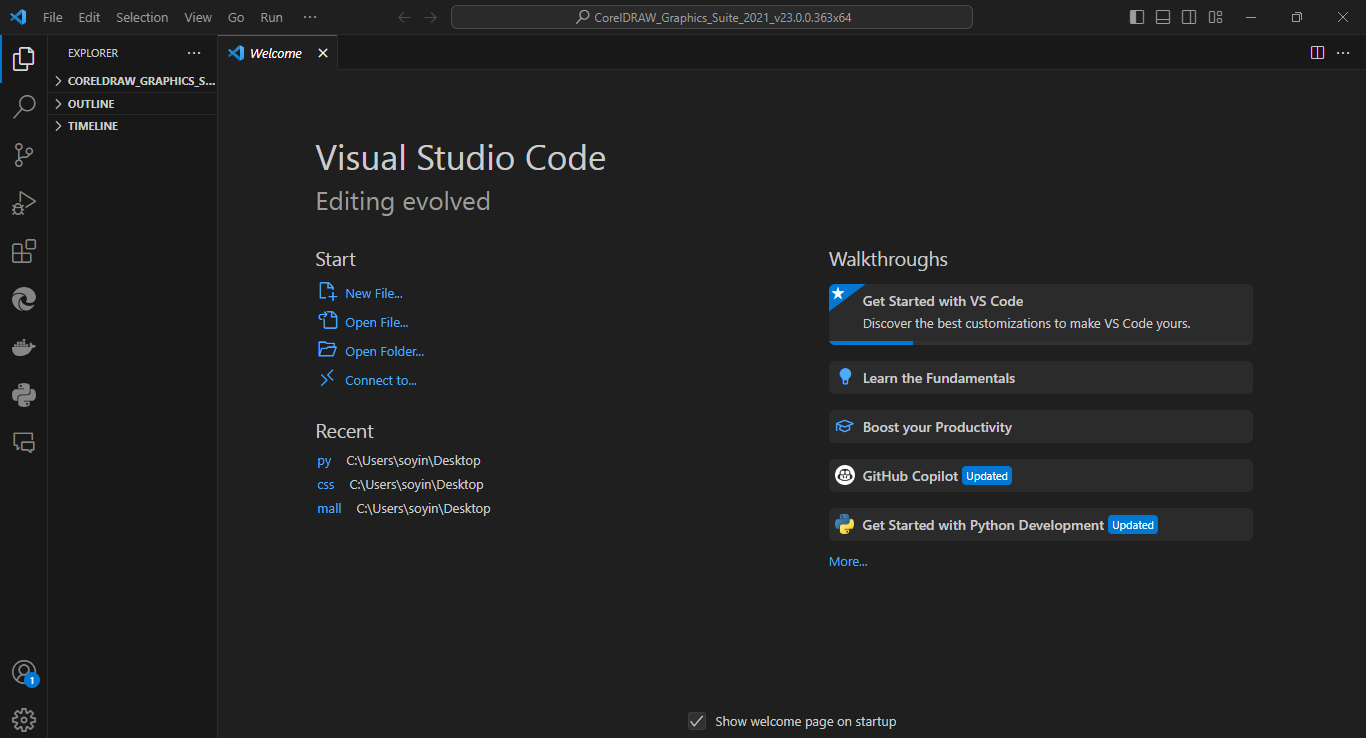 File Edit Selection View Go Run ···
CorelDRAW_Graphics_Suite_2021_v23.0.0.363x64
EXPLORER ···
Welcome
CORELDRAW_GRAPHICS_S...
OUTLINE
TIMELINE
Visual Studio Code
Editing evolved
Start
New File...
Open File...
Open Folder...
Connect to...
Recent
py C:\Users\soyin\Desktop
css C:\Users\soyin\Desktop
mall C:\Users\soyin\Desktop
Walkthroughs
Get Started with VS Code
Discover the best customizations to make VS Code yours.
Learn the Fundamentals
Boost your Productivity
GitHub Copilot Updated
Get Started with Python Development Updated
More...
1
Show welcome page on startup